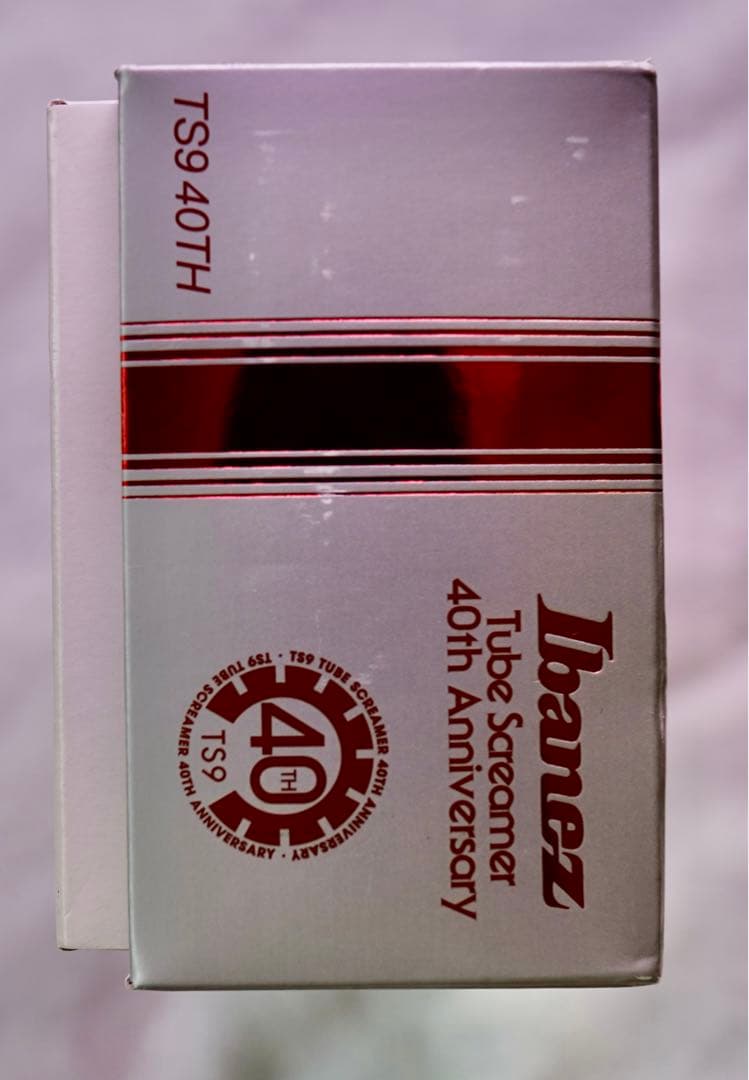 Ibanez
Tube Screamer
40th Anniversary
TS9 TUBE SCREAMER 40TH ANNIVERSARY · TS9 TUBE SCREAMER 40TH ANNIVERSARY ·
40TH
TS9
TS9 40TH